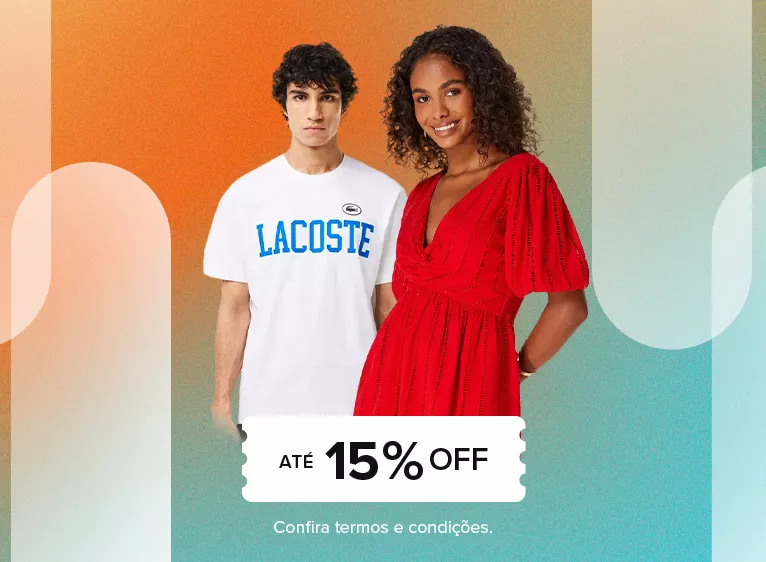 LACOSTE
ATÉ 15% OFF
Confira termos e condições.